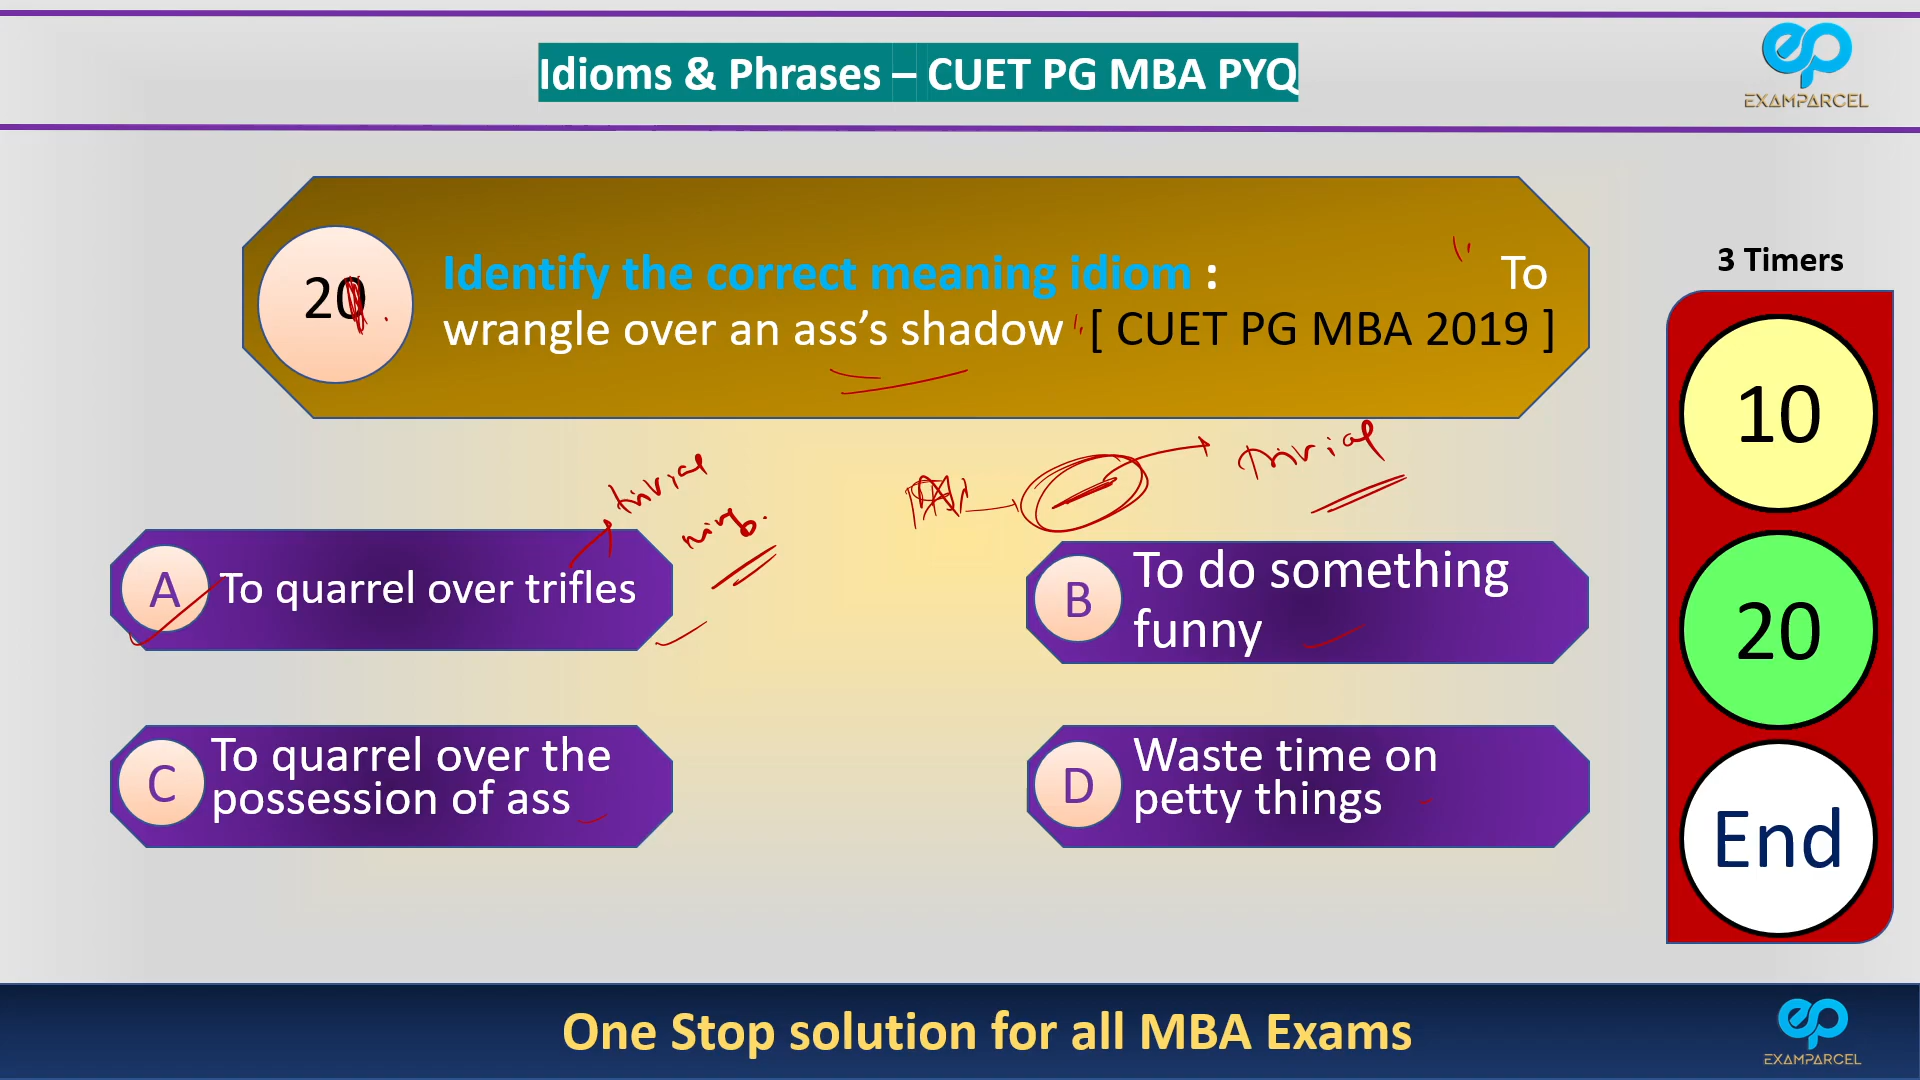 Idioms & Phrases – CUET PG MBA PYQ
EXAMPARCEL
20
Identify the correct meaning idiom : " To
wrangle over an ass’s shadow " [ CUET PG MBA 2019 ]
3 Timers
10
20
End
trivial
trivial
A To quarrel over trifles
B To do something
funny
C To quarrel over the
possession of ass
D Waste time on
petty things
One Stop solution for all MBA Exams
EXAMPARCEL